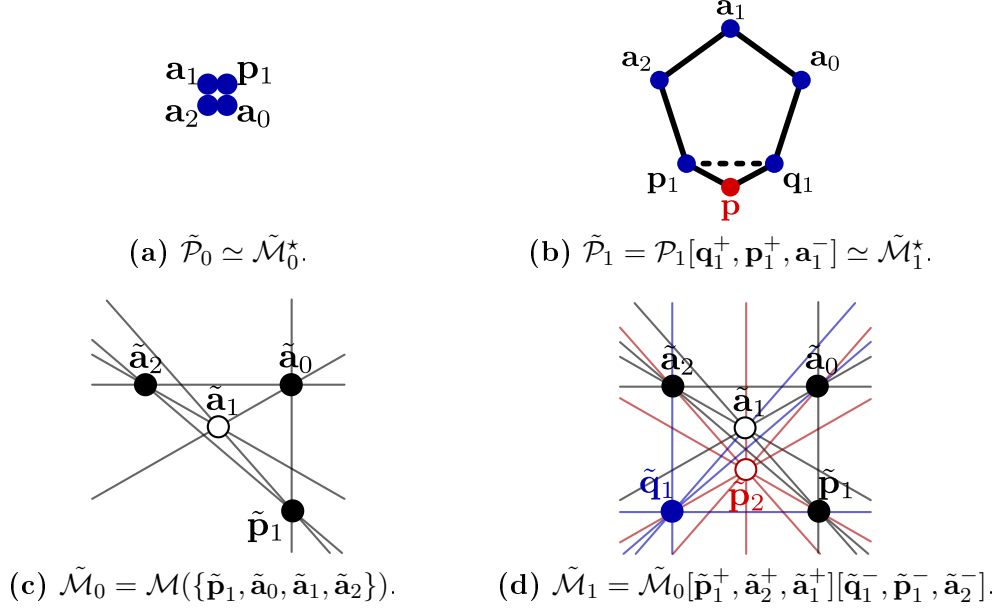 a₁ p₁
a₂ a₀
a₁
a₂ a₀
p₁ q₁
p
(a) 𝒫̃₀ ≃ ℳ̃₀⋆.
(b) 𝒫̃₁ = 𝒫₁[q₁⁺, p₁⁺, a₁⁻] ≃ ℳ̃₁⋆.
ã₂ ã₀
ã₁
p̃₁
ã₂ ã₀
ã₁
q̃₁ p̃₂ p̃₁
(c) ℳ̃₀ = ℳ({p̃₁, ã₀, ã₁, ã₂}).
(d) ℳ̃₁ = ℳ̃₀[p̃₁⁺, ã₂⁺, ã₁⁺][q̃₁⁻, p̃₁⁻, ã₂⁻].